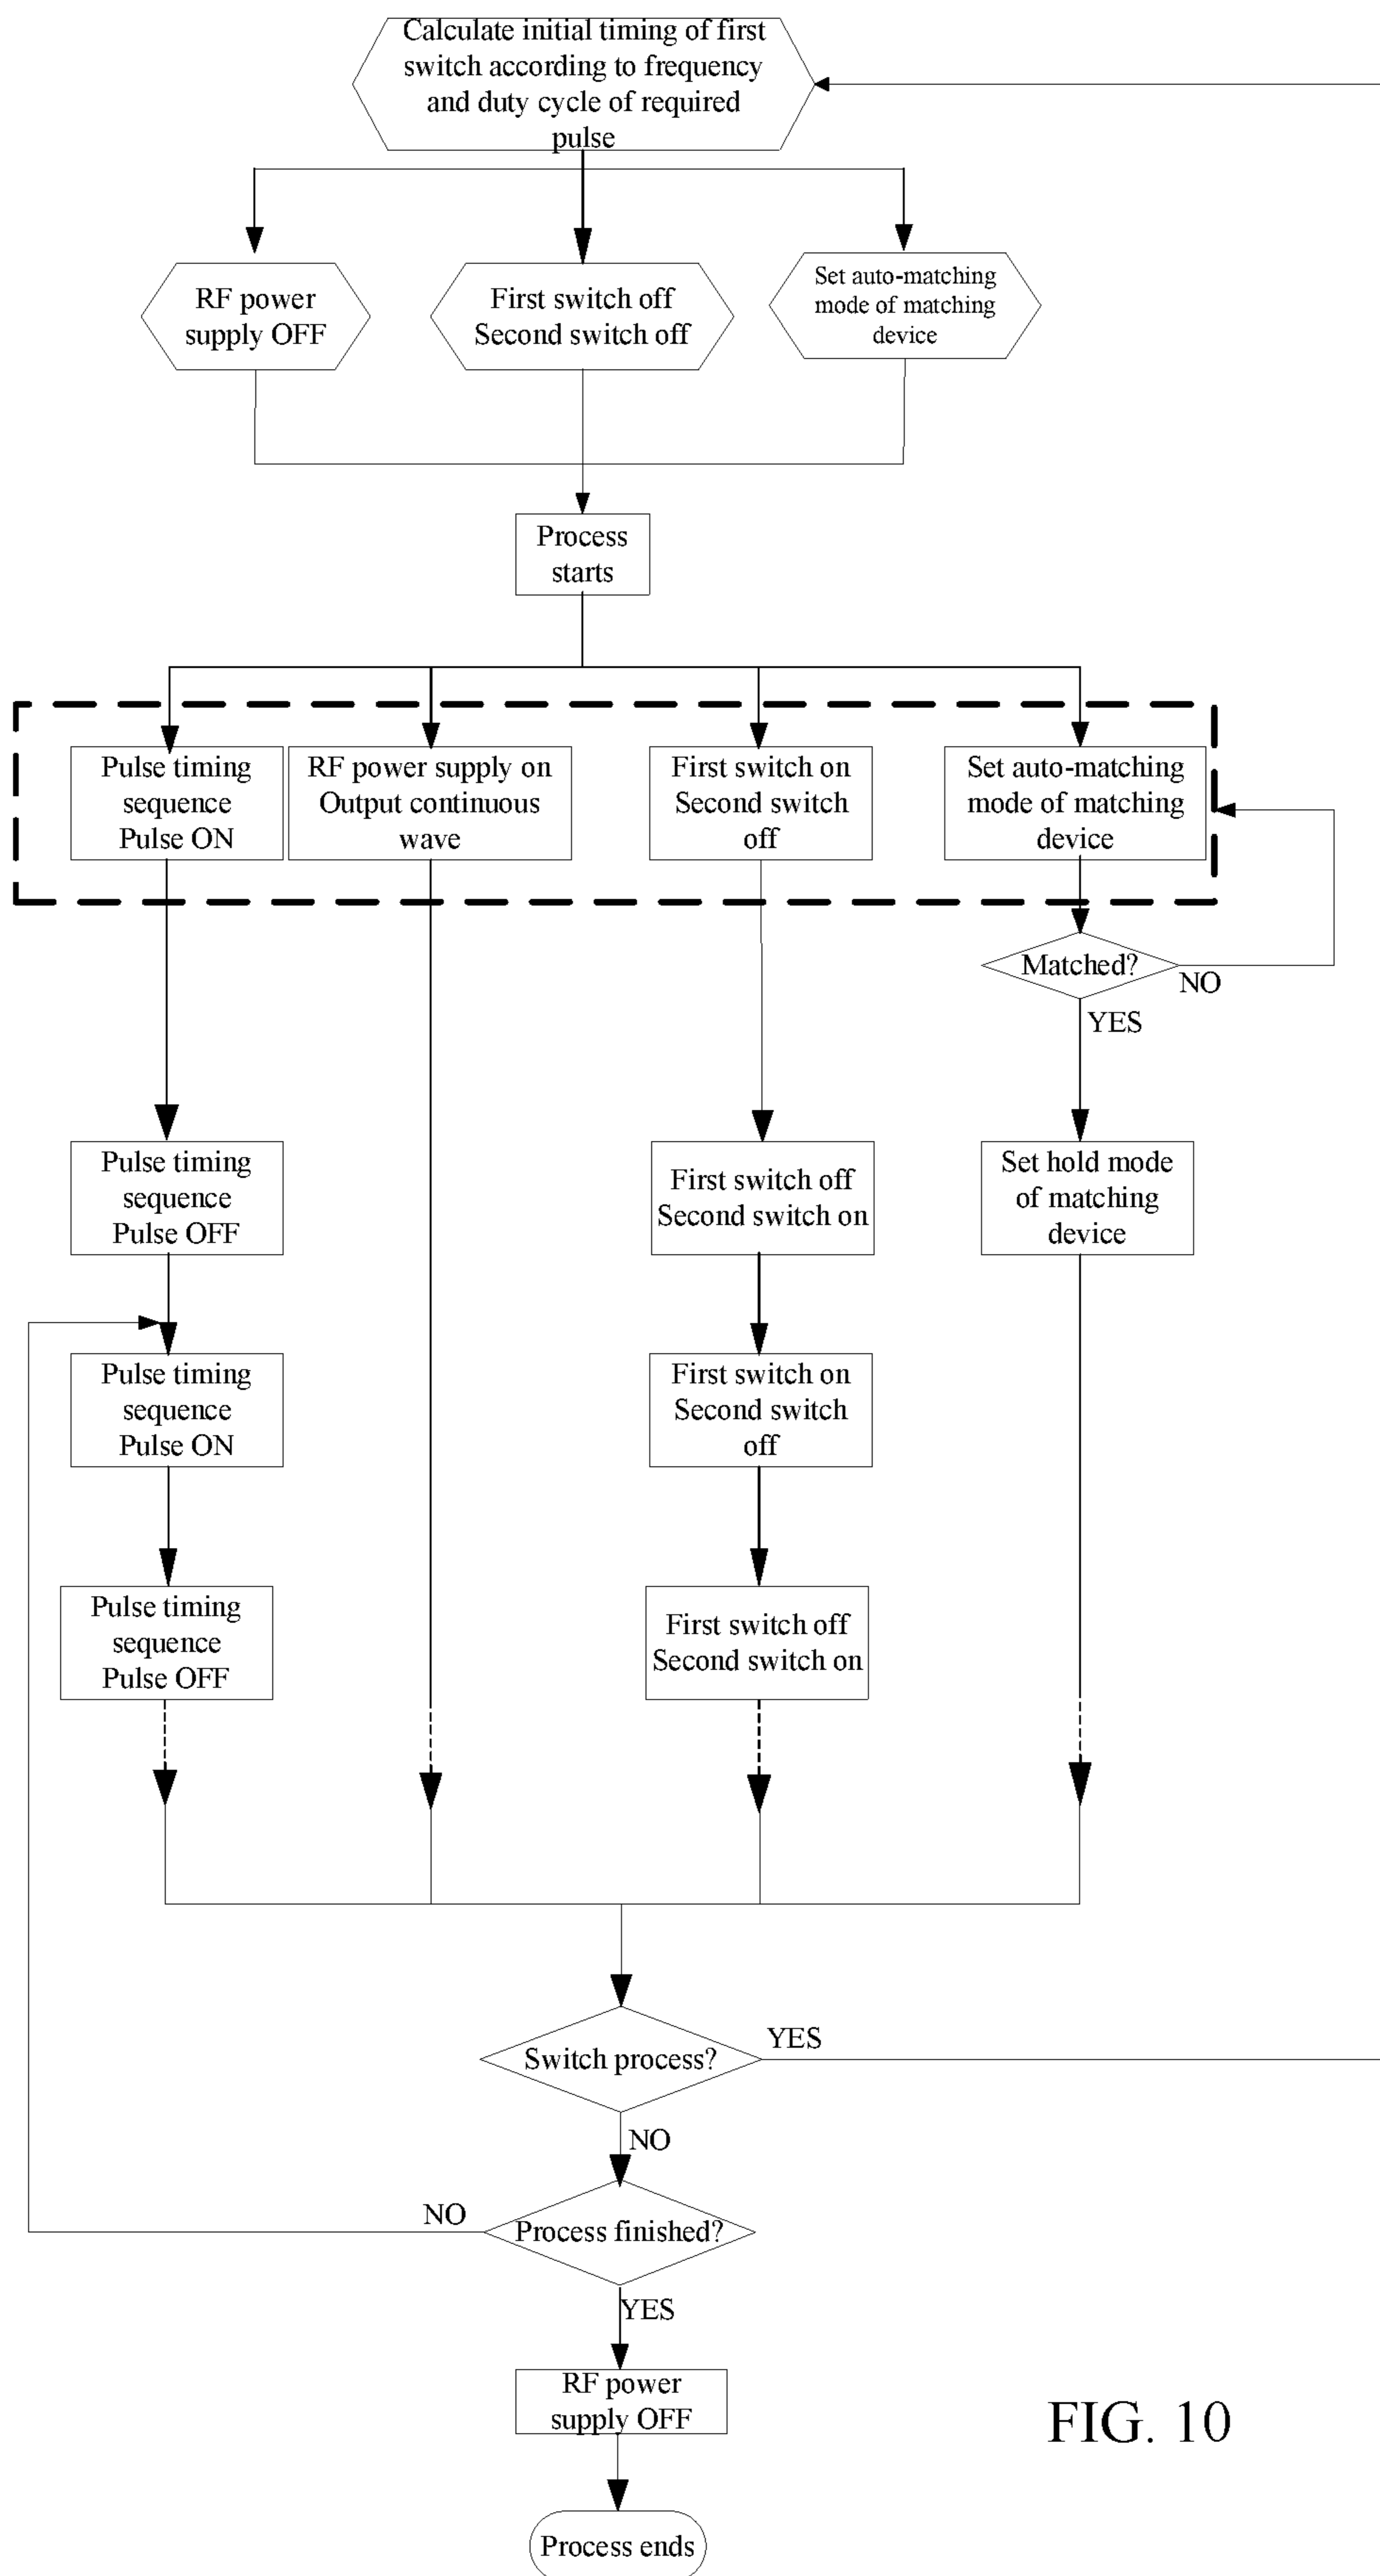 Calculate initial timing of first
switch according to frequency
and duty cycle of required
pulse
RF power
supply OFF
First switch off
Second switch off
Set auto-matching
mode of matching
device
Process
starts
Pulse timing
sequence
Pulse ON
RF power supply on
Output continuous
wave
First switch on
Second switch
off
Set auto-matching
mode of matching
device
Matched?
NO
YES
Pulse timing
sequence
Pulse OFF
First switch off
Second switch on
Set hold mode
of matching
device
Pulse timing
sequence
Pulse ON
First switch on
Second switch
off
Pulse timing
sequence
Pulse OFF
First switch off
Second switch on
Switch process?
YES
NO
Process finished?
NO
YES
RF power
supply OFF
Process ends
FIG. 10